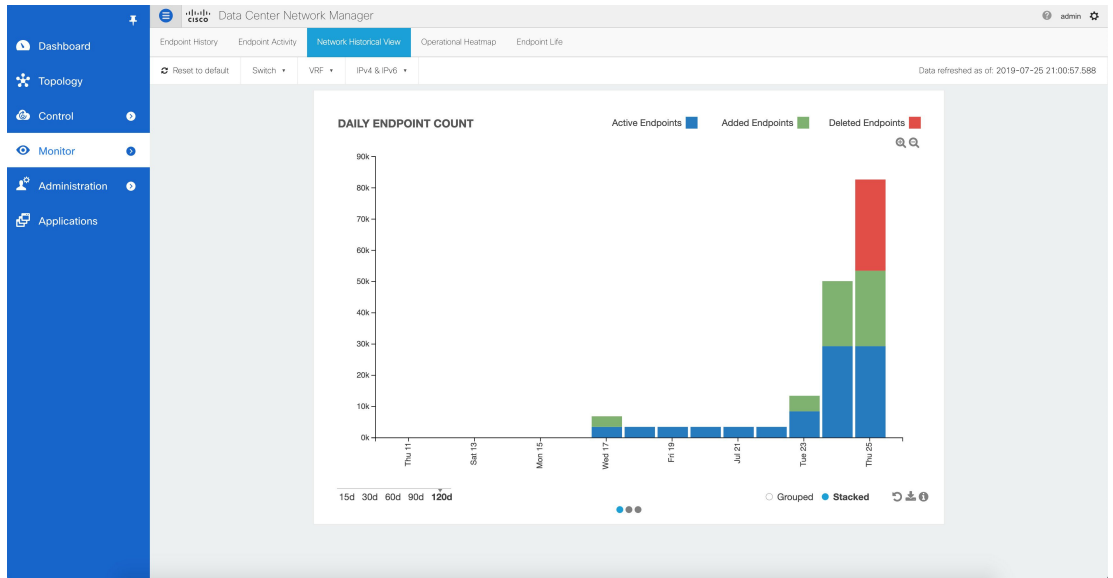 cisco Data Center Network Manager
admin
Dashboard
Topology
Control
Monitor
Administration
Applications
Endpoint History Endpoint Activity Network Historical View Operational Heatmap Endpoint Life
Reset to default Switch VRF IPv4 & IPv6 Data refreshed as of: 2019-07-25 21:00:57.588
DAILY ENDPOINT COUNT Active Endpoints Added Endpoints Deleted Endpoints
90k
80k
70k
60k
50k
40k
30k
20k
10k
0k
Thu 11 Sat 13 Mon 15 Wed 17 Fri 19 Jul 21 Tue 23 Thu 25
15d 30d 60d 90d 120d Grouped Stacked